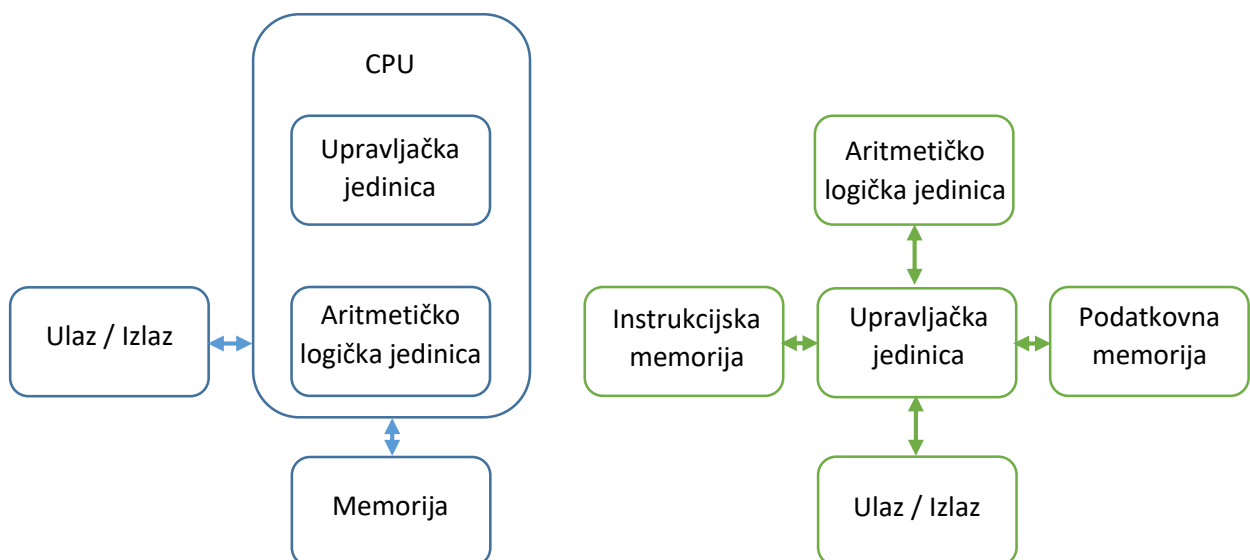 CPU
Upravljačka
jedinica
Aritmetičko
logička jedinica
Ulaz / Izlaz
Memorija
Aritmetičko
logička jedinica
Instrukcijska
memorija
Upravljačka
jedinica
Podatkovna
memorija
Ulaz / Izlaz